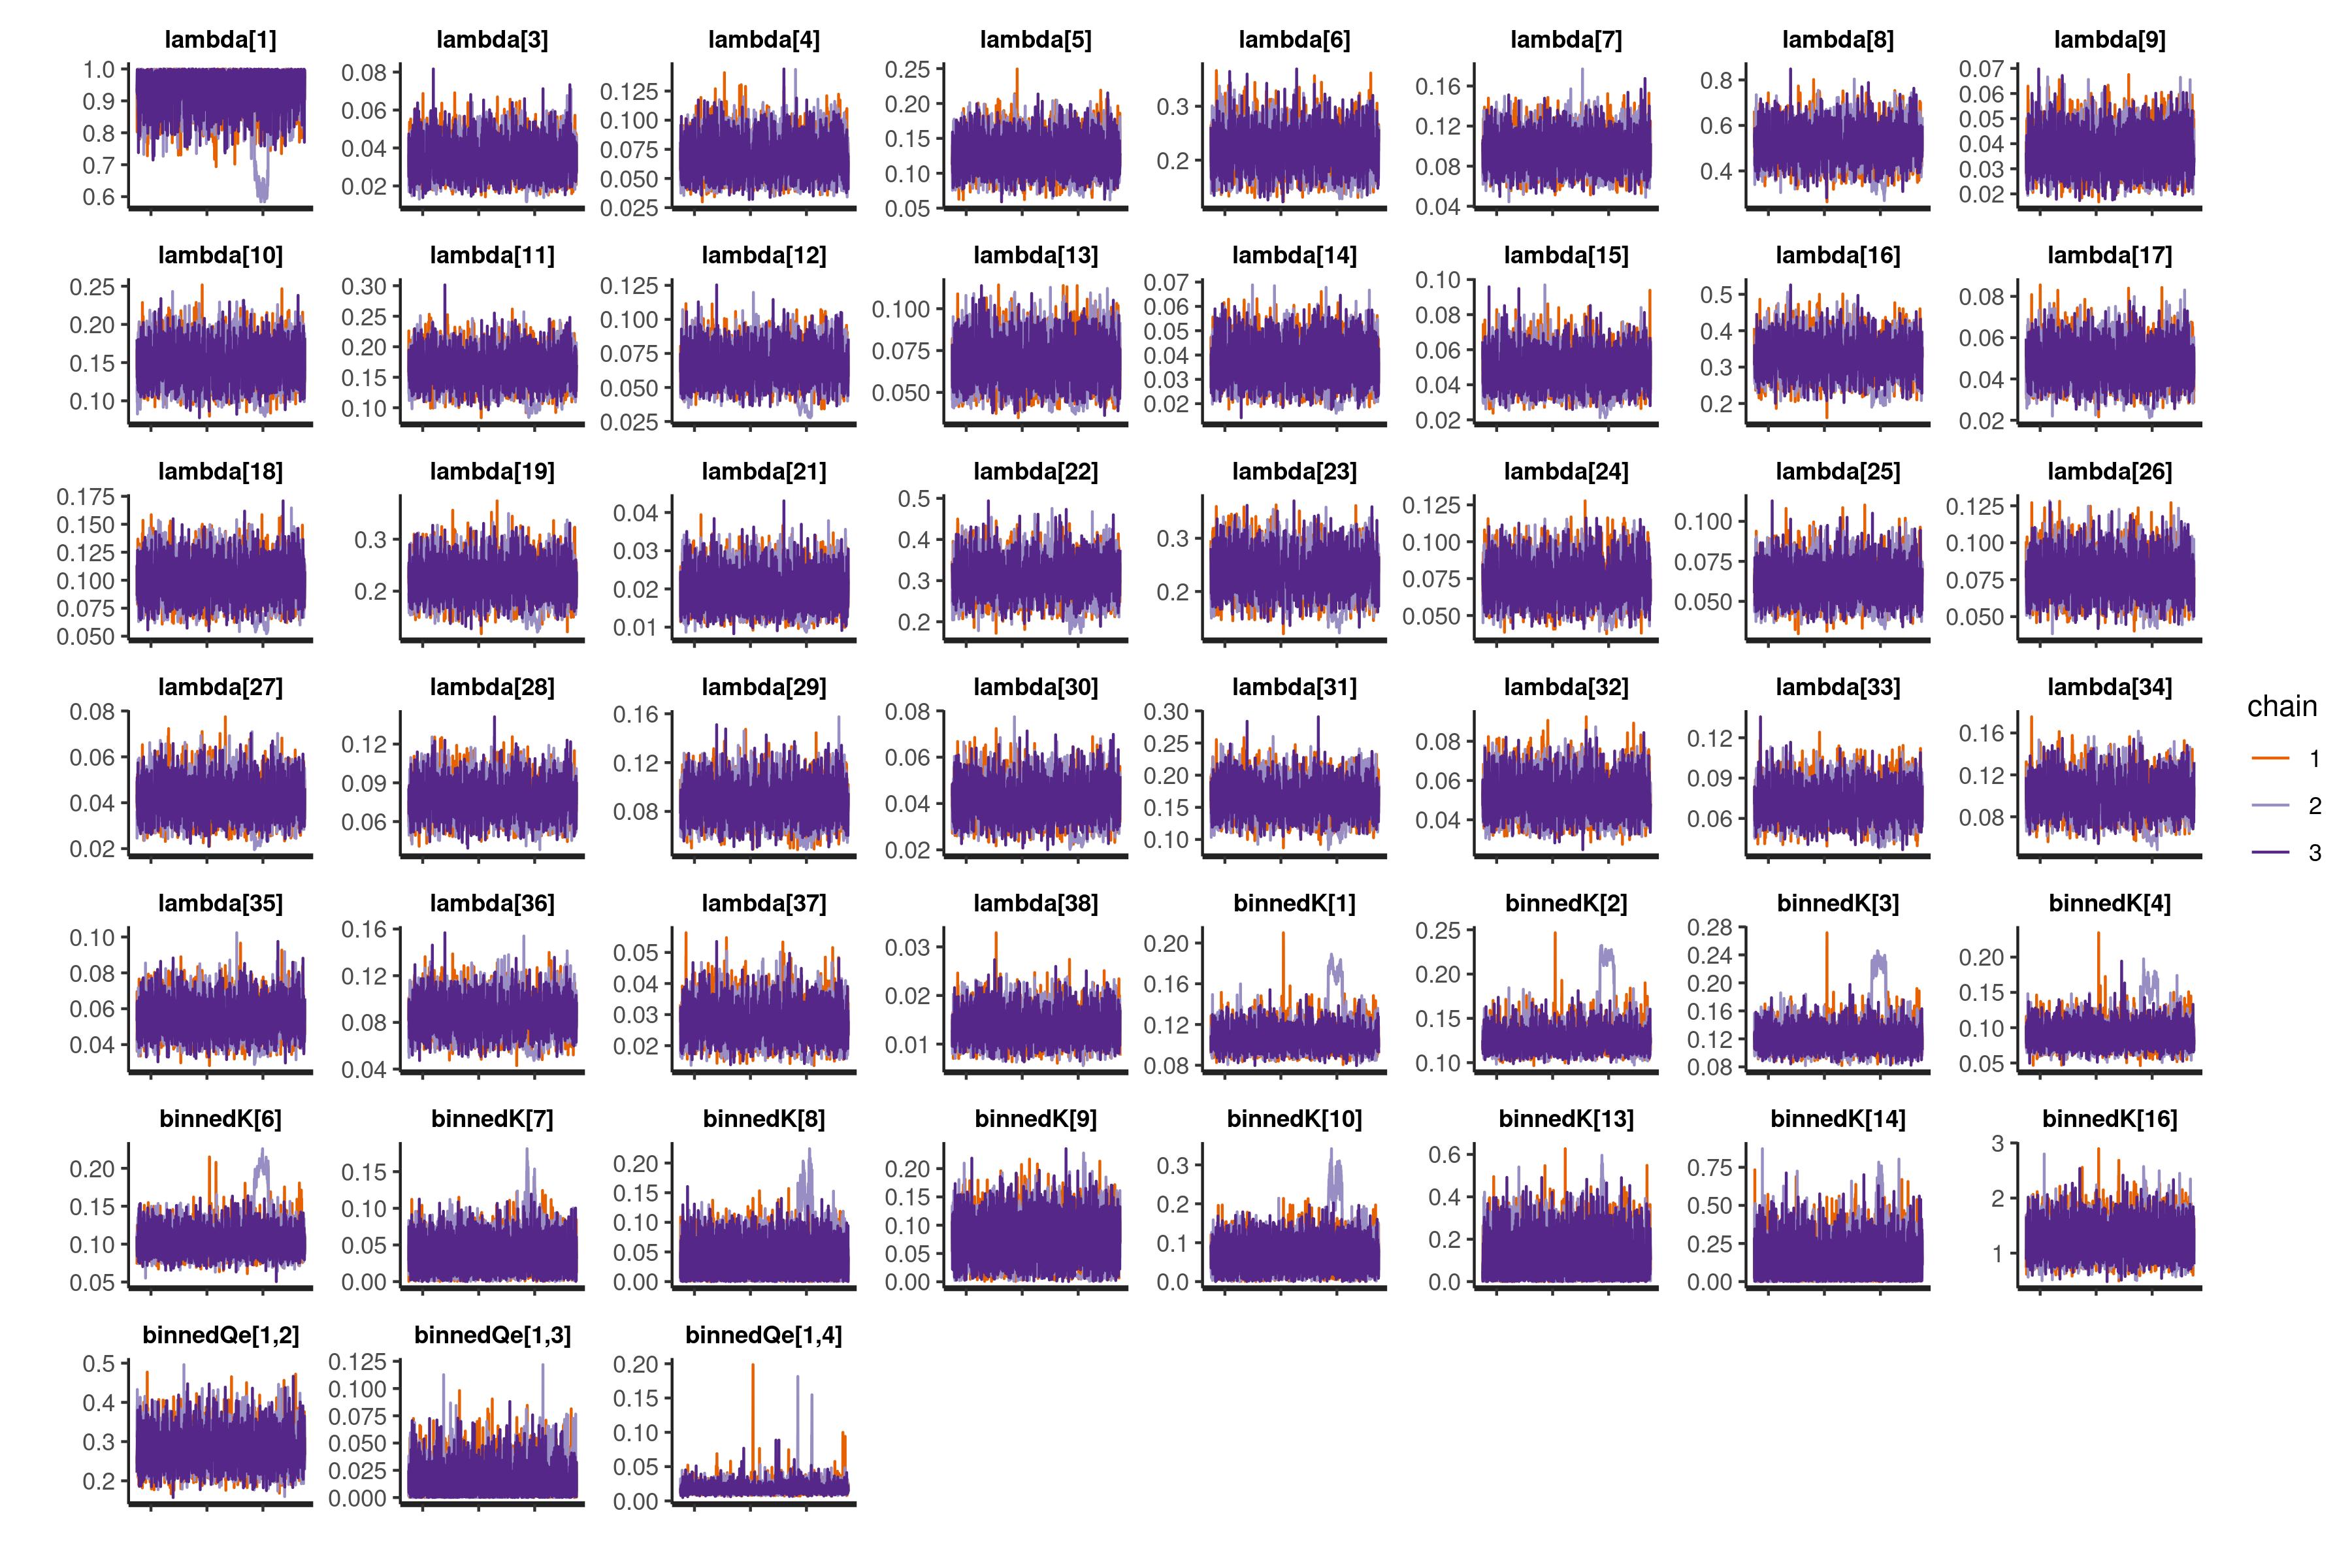 lambda[1] lambda[3] lambda[4] lambda[5] lambda[6] lambda[7] lambda[8] lambda[9]
1.0 0.9 0.8 0.7 0.6
0.08 0.06 0.04 0.02
0.125 0.100 0.075 0.050 0.025
0.25 0.20 0.15 0.10 0.05
0.3 0.2
0.16 0.12 0.08 0.04
0.8 0.6 0.4
0.07 0.06 0.05 0.04 0.03 0.02
lambda[10] lambda[11] lambda[12] lambda[13] lambda[14] lambda[15] lambda[16] lambda[17]
0.25 0.20 0.15 0.10
0.30 0.25 0.20 0.15 0.10
0.125 0.100 0.075 0.050 0.025
0.100 0.075 0.050
0.07 0.06 0.05 0.04 0.03 0.02
0.10 0.08 0.06 0.04 0.02
0.5 0.4 0.3 0.2
0.08 0.06 0.04 0.02
lambda[18] lambda[19] lambda[21] lambda[22] lambda[23] lambda[24] lambda[25] lambda[26]
0.175 0.150 0.125 0.100 0.075 0.050
0.3 0.2
0.04 0.03 0.02 0.01
0.5 0.4 0.3 0.2
0.3 0.2
0.125 0.100 0.075 0.050
0.100 0.075 0.050
0.125 0.100 0.075 0.050
lambda[27] lambda[28] lambda[29] lambda[30] lambda[31] lambda[32] lambda[33] lambda[34]
0.08 0.06 0.04 0.02
0.12 0.09 0.06
0.16 0.12 0.08
0.08 0.06 0.04 0.02
0.30 0.25 0.20 0.15 0.10
0.08 0.06 0.04
0.12 0.09 0.06
0.16 0.12 0.08
chain
1
2
3
lambda[35] lambda[36] lambda[37] lambda[38] binnedK[1] binnedK[2] binnedK[3] binnedK[4]
0.10 0.08 0.06 0.04
0.16 0.12 0.08 0.04
0.05 0.04 0.03 0.02
0.03 0.02 0.01
0.20 0.16 0.12 0.08
0.25 0.20 0.15 0.10
0.28 0.24 0.20 0.16 0.12 0.08
0.20 0.15 0.10 0.05
binnedK[6] binnedK[7] binnedK[8] binnedK[9] binnedK[10] binnedK[13] binnedK[14] binnedK[16]
0.20 0.15 0.10 0.05
0.15 0.10 0.05 0.00
0.20 0.15 0.10 0.05 0.00
0.20 0.15 0.10 0.05 0.00
0.3 0.2 0.1 0.0
0.6 0.4 0.2 0.0
0.75 0.50 0.25 0.00
3 2 1
binnedQe[1,2] binnedQe[1,3] binnedQe[1,4]
0.5 0.4 0.3 0.2
0.125 0.100 0.075 0.050 0.025 0.000
0.20 0.15 0.10 0.05 0.00